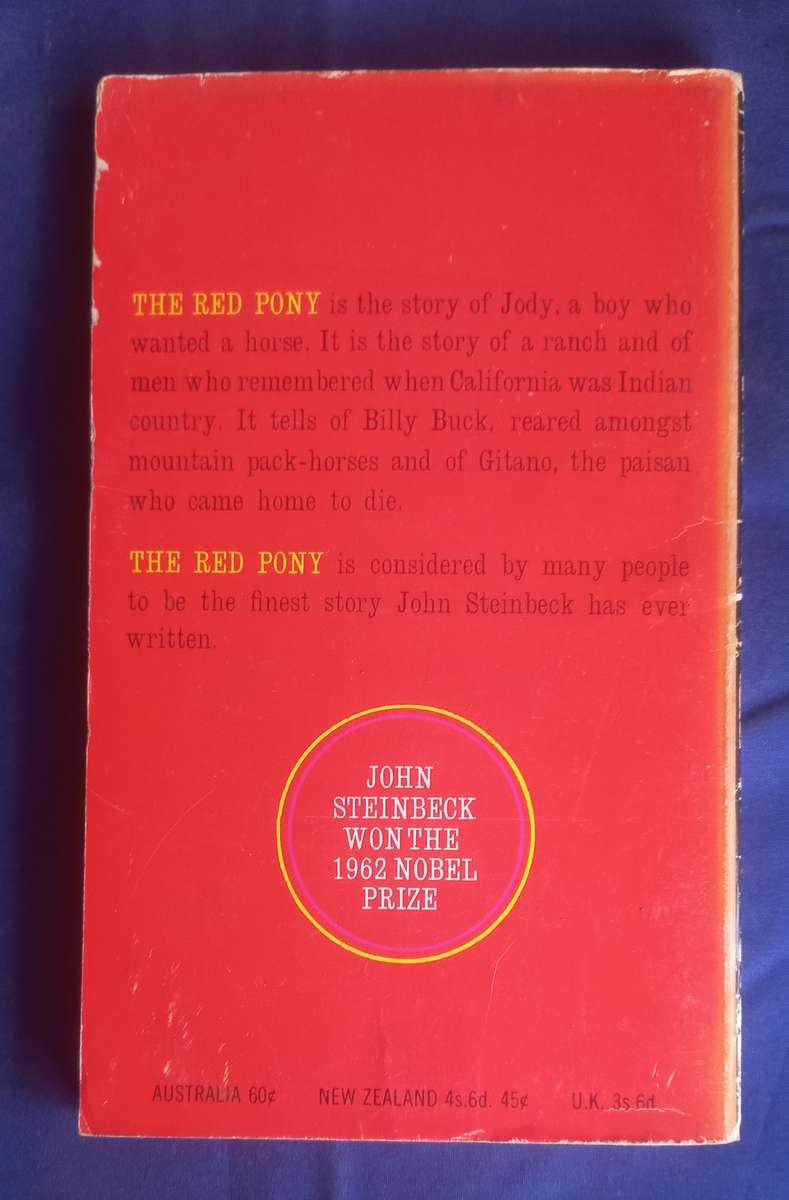 THE RED PONY is the story of Jody, a boy who
wanted a horse. It is the story of a ranch and of
men who remembered when California was Indian
country. It tells of Billy Buck, reared amongst
mountain pack-horses and of Gitano, the paisan
who came home to die.
THE RED PONY is considered by many people
to be the finest story John Steinbeck has ever
written.
JOHN
STEINBECK
WON THE
1962 NOBEL
PRIZE
AUSTRALIA 60¢ NEW ZEALAND 4s.6d. 45¢ U.K. 3s.6d.